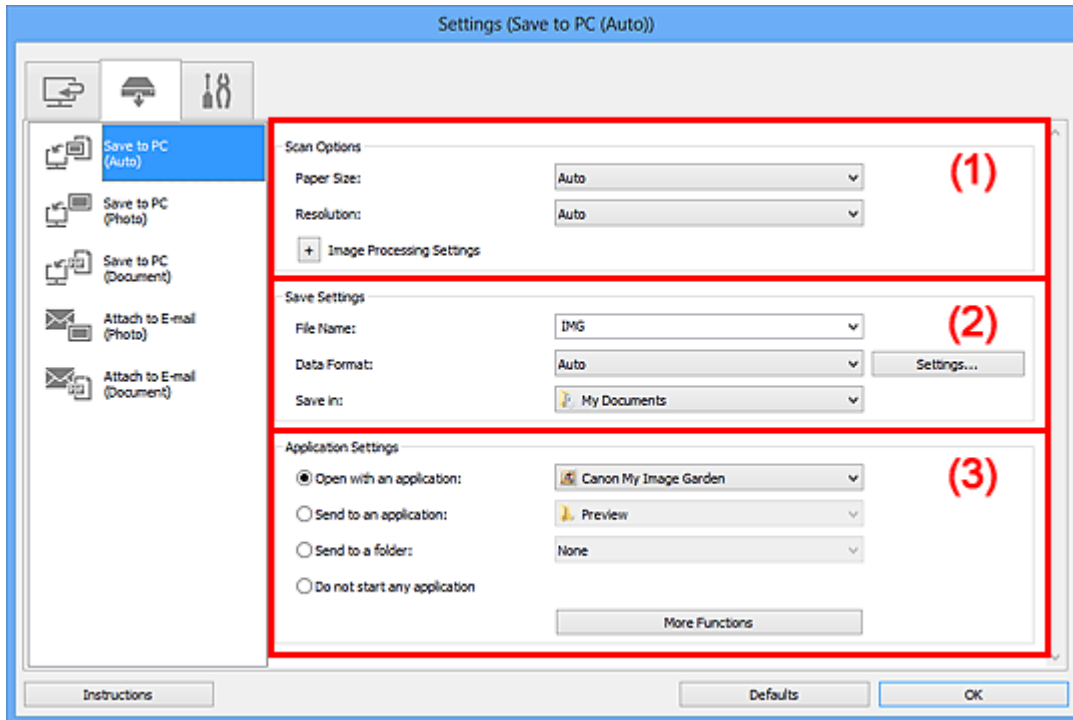 Settings (Save to PC (Auto))
Save to PC
(Auto)
Save to PC
(Photo)
Save to PC
(Document)
Attach to E-mail
(Photo)
Attach to E-mail
(Document)
Scan Options
(1)
Paper Size: Auto
Resolution: Auto
+ Image Processing Settings
Save Settings
(2)
File Name: IMG
Data Format: Auto Settings...
Save in: My Documents
Application Settings
(3)
Open with an application: Canon My Image Garden
Send to an application: Preview
Send to a folder: None
Do not start any application
More Functions
Instructions Defaults OK